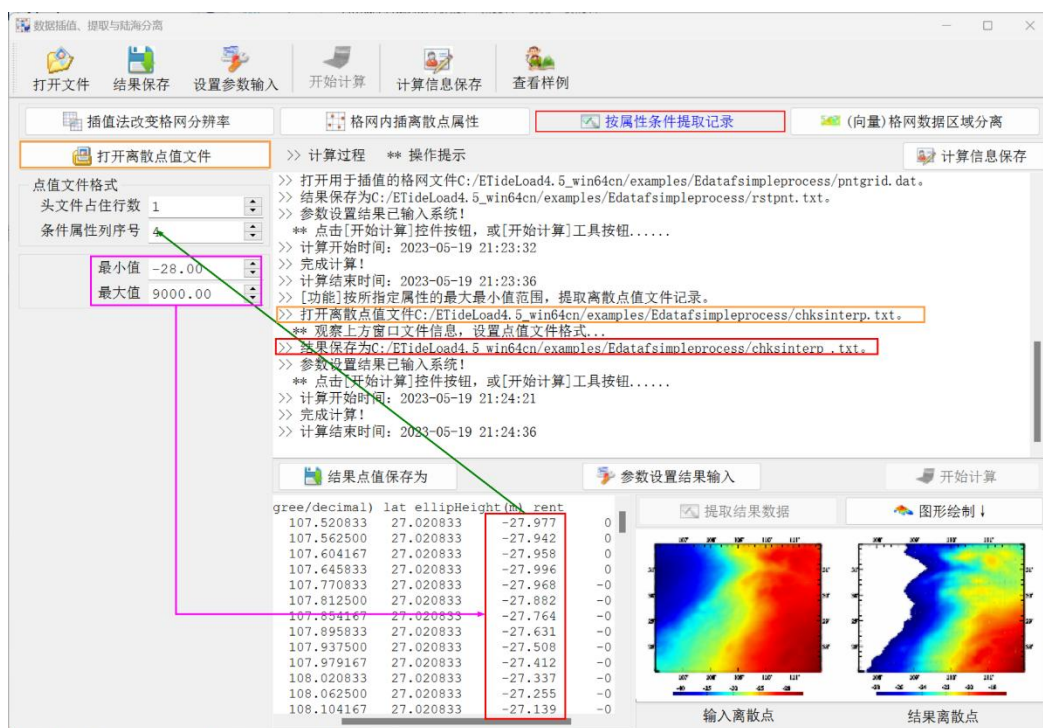 数据插值、提取与陆海分离
打开文件 结果保存 设置参数输入 开始计算 计算信息保存 查看样例
插值法改变格网分辨率 格网内插离散点属性 按属性条件提取记录 (向量)格网数据区域分离
打开离散点值文件 >> 计算过程 ** 操作提示 计算信息保存
点值文件格式
头文件占住行数 1
条件属性列序号 4
最小值 -28.00
最大值 9000.00
>> 打开用于插值的格网文件C:/ETideLoad4.5_win64cn/examples/Edatafsimpleprocess/pntgrid.dat。
>> 结果保存为C:/ETideLoad4.5_win64cn/examples/Edatafsimpleprocess/rstpnt.txt。
>> 参数设置结果已输入系统!
** 点击[开始计算]控件按钮，或[开始计算]工具按钮......
>> 计算开始时间: 2023-05-19 21:23:32
>> 完成计算!
>> 计算结束时间: 2023-05-19 21:23:36
>> [功能]按所指定属性的最大最小值范围，提取离散点值文件记录。
>> 打开离散点值文件C:/ETideLoad4.5_win64cn/examples/Edatafsimpleprocess/chksinterp.txt。
** 观察上方窗口文件信息，设置点值文件格式...
>> 结果保存为C:/ETideLoad4.5_win64cn/examples/Edatafsimpleprocess/chksinterp_.txt。
>> 参数设置结果已输入系统!
** 点击[开始计算]控件按钮，或[开始计算]工具按钮......
>> 计算开始时间: 2023-05-19 21:24:21
>> 完成计算!
>> 计算结束时间: 2023-05-19 21:24:36
结果点值保存为 参数设置结果输入 开始计算
gree/decimal) lat ellipHeight(m) rent
107.520833 27.020833 -27.977 0
107.562500 27.020833 -27.942 0
107.604167 27.020833 -27.958 0
107.645833 27.020833 -27.996 0
107.770833 27.020833 -27.968 -0
107.812500 27.020833 -27.882 -0
107.854167 27.020833 -27.764 -0
107.895833 27.020833 -27.631 -0
107.937500 27.020833 -27.508 -0
107.979167 27.020833 -27.412 -0
108.020833 27.020833 -27.337 -0
108.062500 27.020833 -27.255 -0
108.104167 27.020833 -27.139 -0
提取结果数据 图形绘制↓
输入离散点 结果离散点